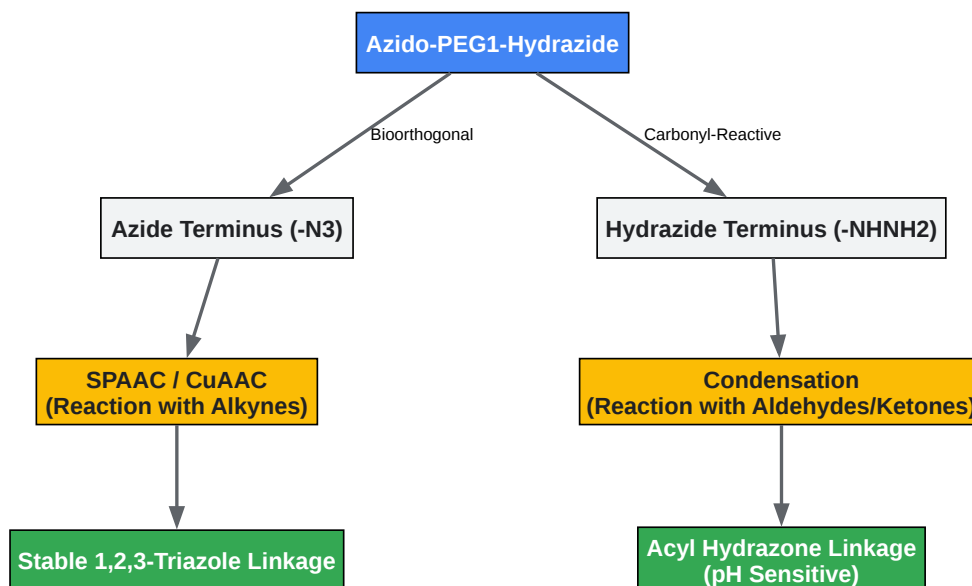 Azido-PEG1-Hydrazide
Bioorthogonal
Carbonyl-Reactive
Azide Terminus (-N3)
Hydrazide Terminus (-NHNH2)
SPAAC / CuAAC
(Reaction with Alkynes)
Condensation
(Reaction with Aldehydes/Ketones)
Stable 1,2,3-Triazole Linkage
Acyl Hydrazone Linkage
(pH Sensitive)